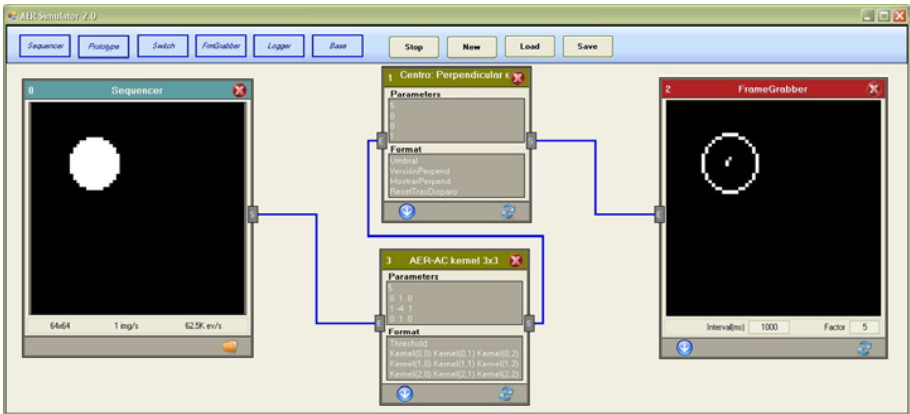 AER Simulator 2.0
Sequencer Prototype Switch FrmGrabber Logger Base Stop New Load Save
0 Sequencer
64x64 1 img/s 62,5K ev/s
1 Centro: Perpendicular e
Parameters
5
0
0
1
Format
Umbral
VersiónPerpend
MostrarPerpend
ResetTrasDisparo
E
S
3 AER-AC kernel 3x3
Parameters
5
0 1 0
1 -4 1
0 1 0
Format
Threshold
Kernel(0,0) Kernel(0,1) Kernel(0,2)
Kernel(1,0) Kernel(1,1) Kernel(1,2)
Kernel(2,0) Kernel(2,1) Kernel(2,2)
E
S
2 FrameGrabber
Interval(ms) 1000 Factor 5
E